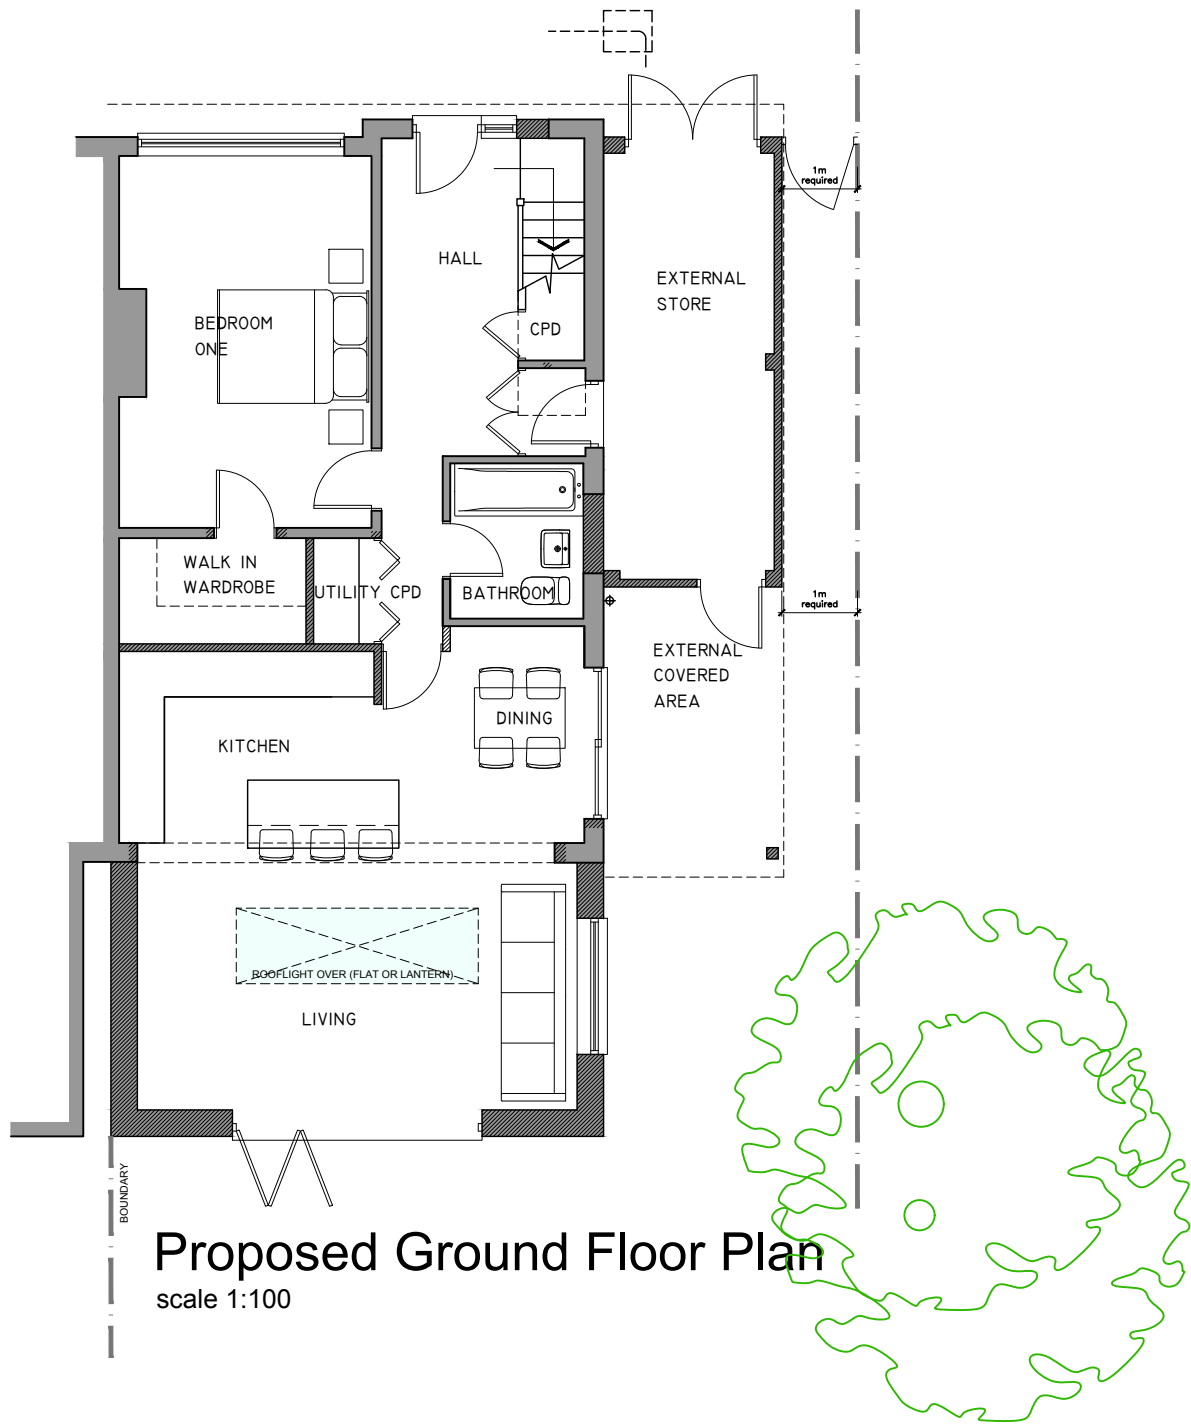 1m
required
HALL
EXTERNAL
STORE
BEDROOM
ONE
CPD
WALK IN
WARDROBE
UTILITY CPD
BATHROOM
1m
required
EXTERNAL
COVERED
AREA
DINING
KITCHEN
ROOFLIGHT OVER (FLAT OR LANTERN)
LIVING
BOUNDARY
Proposed Ground Floor Plan
scale 1:100